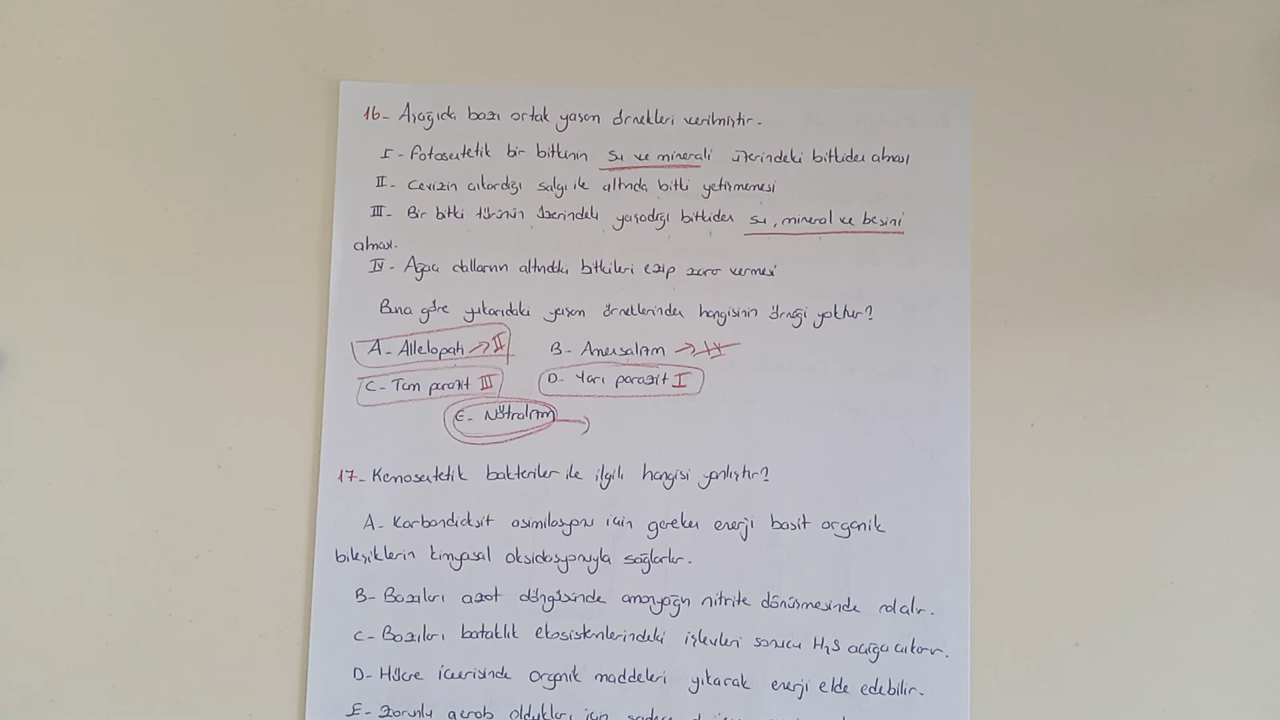 16- Aşağıda bazı ortak yaşam örnekleri verilmiştir.
I- Fotosentetik bir bitkinin su ve minerali üzerindeki bitkiden alması
II- Cevizin çıkardığı salgı ile altında bitki yetişmemesi
III- Bir bitki türünün üzerindeki yaşadığı bitkiden su, mineral ve besini
alması.
IV- Ağaç dallarının altındaki bitkileri ezip zarar vermesi
Buna göre yukarıdaki yaşam örneklerinden hangisinin örneği yoktur?
A- Allelopati → II B- Amensalizm →
C- Tam parazit III D- Yarı parazit I
E- Nötralizm
17- Kemosentetik bakteriler ile ilgili hangisi yanlıştır?
A- Karbondioksit asimilasyonu için gereken enerji basit organik
bileşiklerin kimyasal oksidasyonuyla sağlarlar.
B- Bazıları azot döngüsünde amonyağın nitrite dönüşmesinde rol alır.
C- Bazıları bataklık ekosistemlerindeki işlevleri sonucu H2S açığa çıkarır.
D- Hücre içerisinde organik maddeleri yıkarak enerji elde edebilir.
E- Zorunlu aerob oldukları için